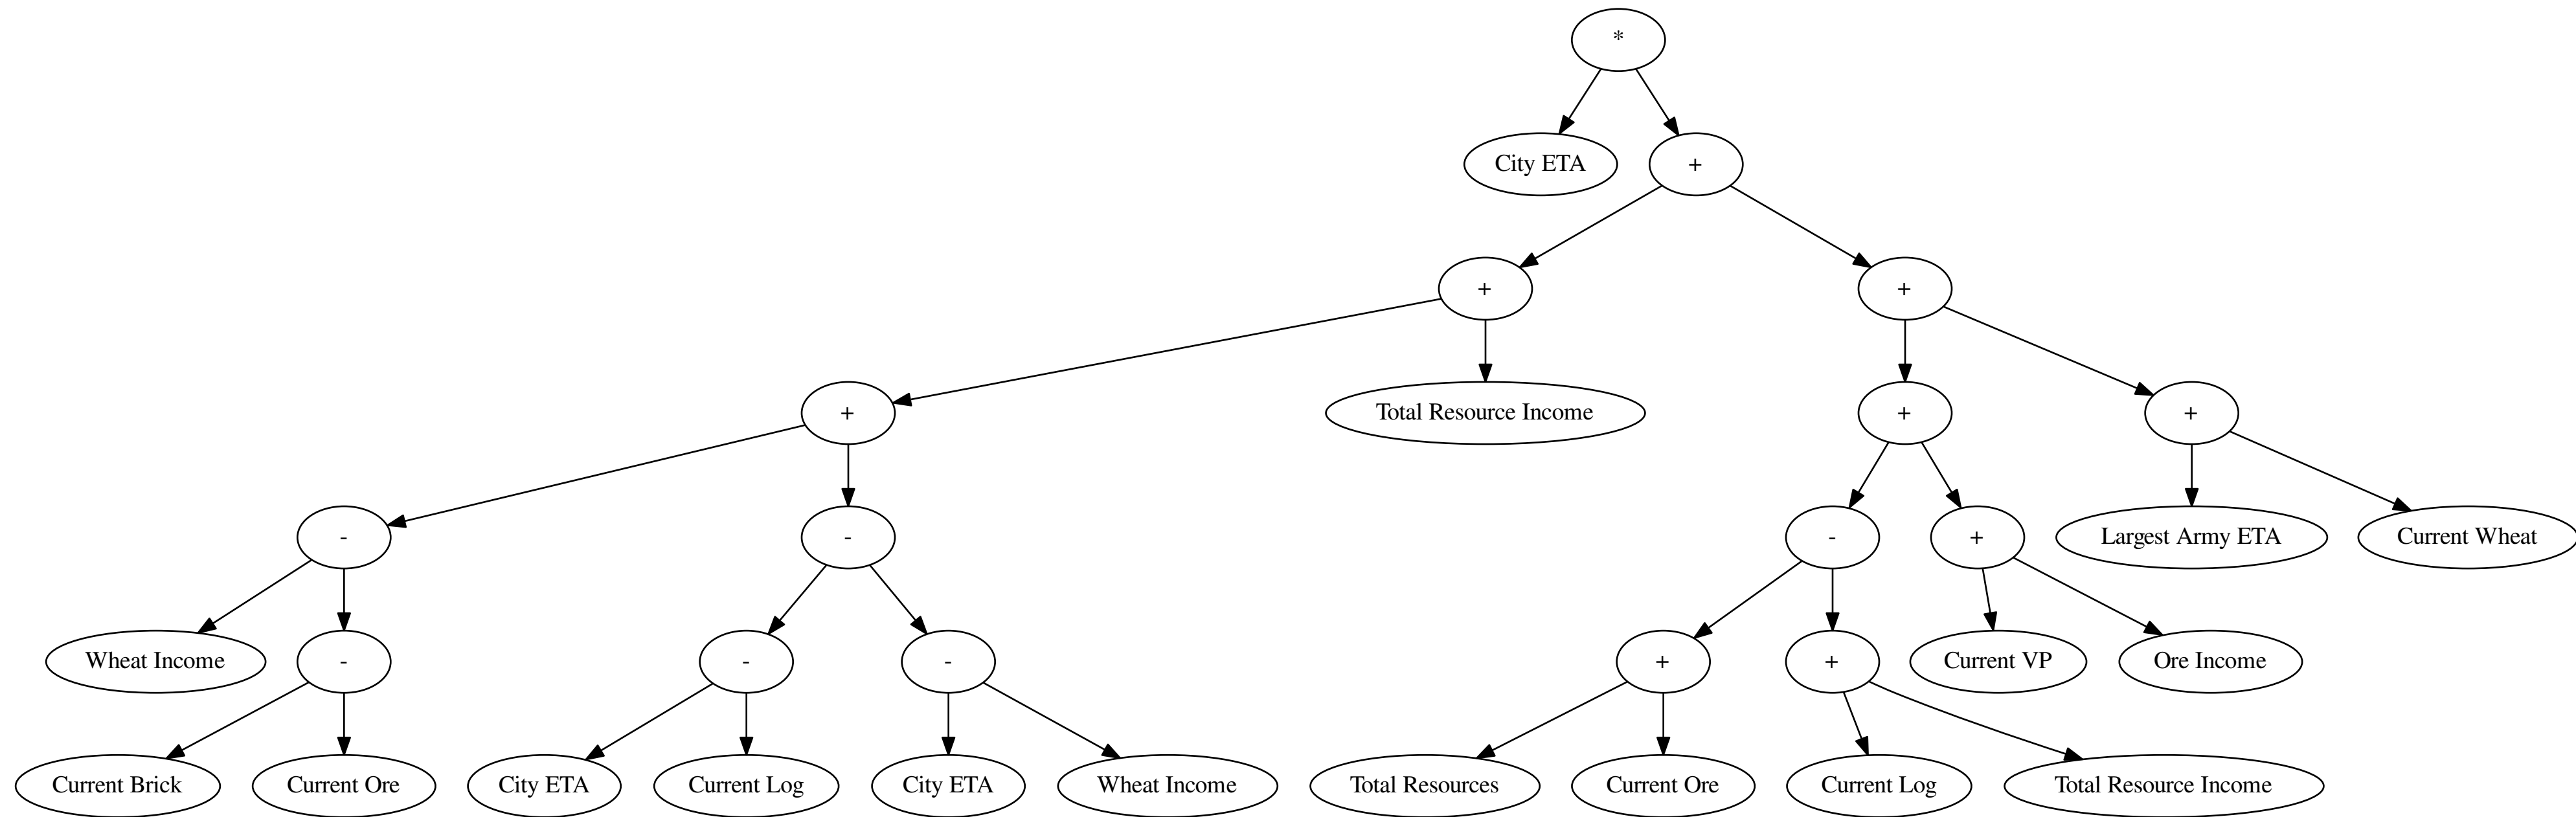 *
City ETA
+
+
+
+
Total Resource Income
+
+
-
-
-
+
Largest Army ETA
Current Wheat
Wheat Income
-
-
-
+
+
Current VP
Ore Income
Current Brick
Current Ore
City ETA
Current Log
City ETA
Wheat Income
Total Resources
Current Ore
Current Log
Total Resource Income